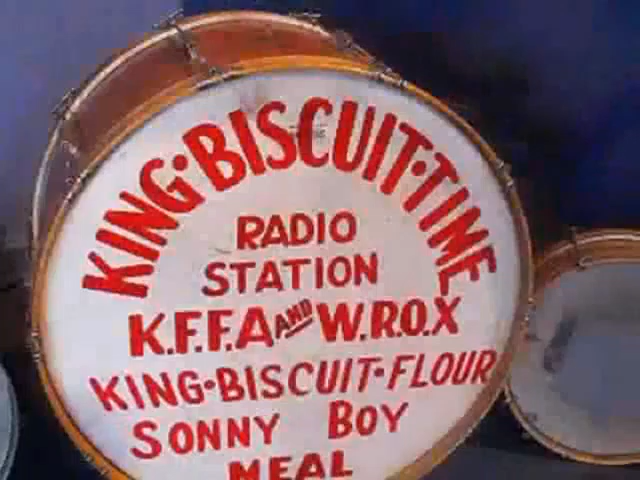 KING·BISCUIT·TIME
RADIO
STATION
K.F.F.A AND W.R.O.X
KING·BISCUIT·FLOUR
SONNY BOY
MEAL